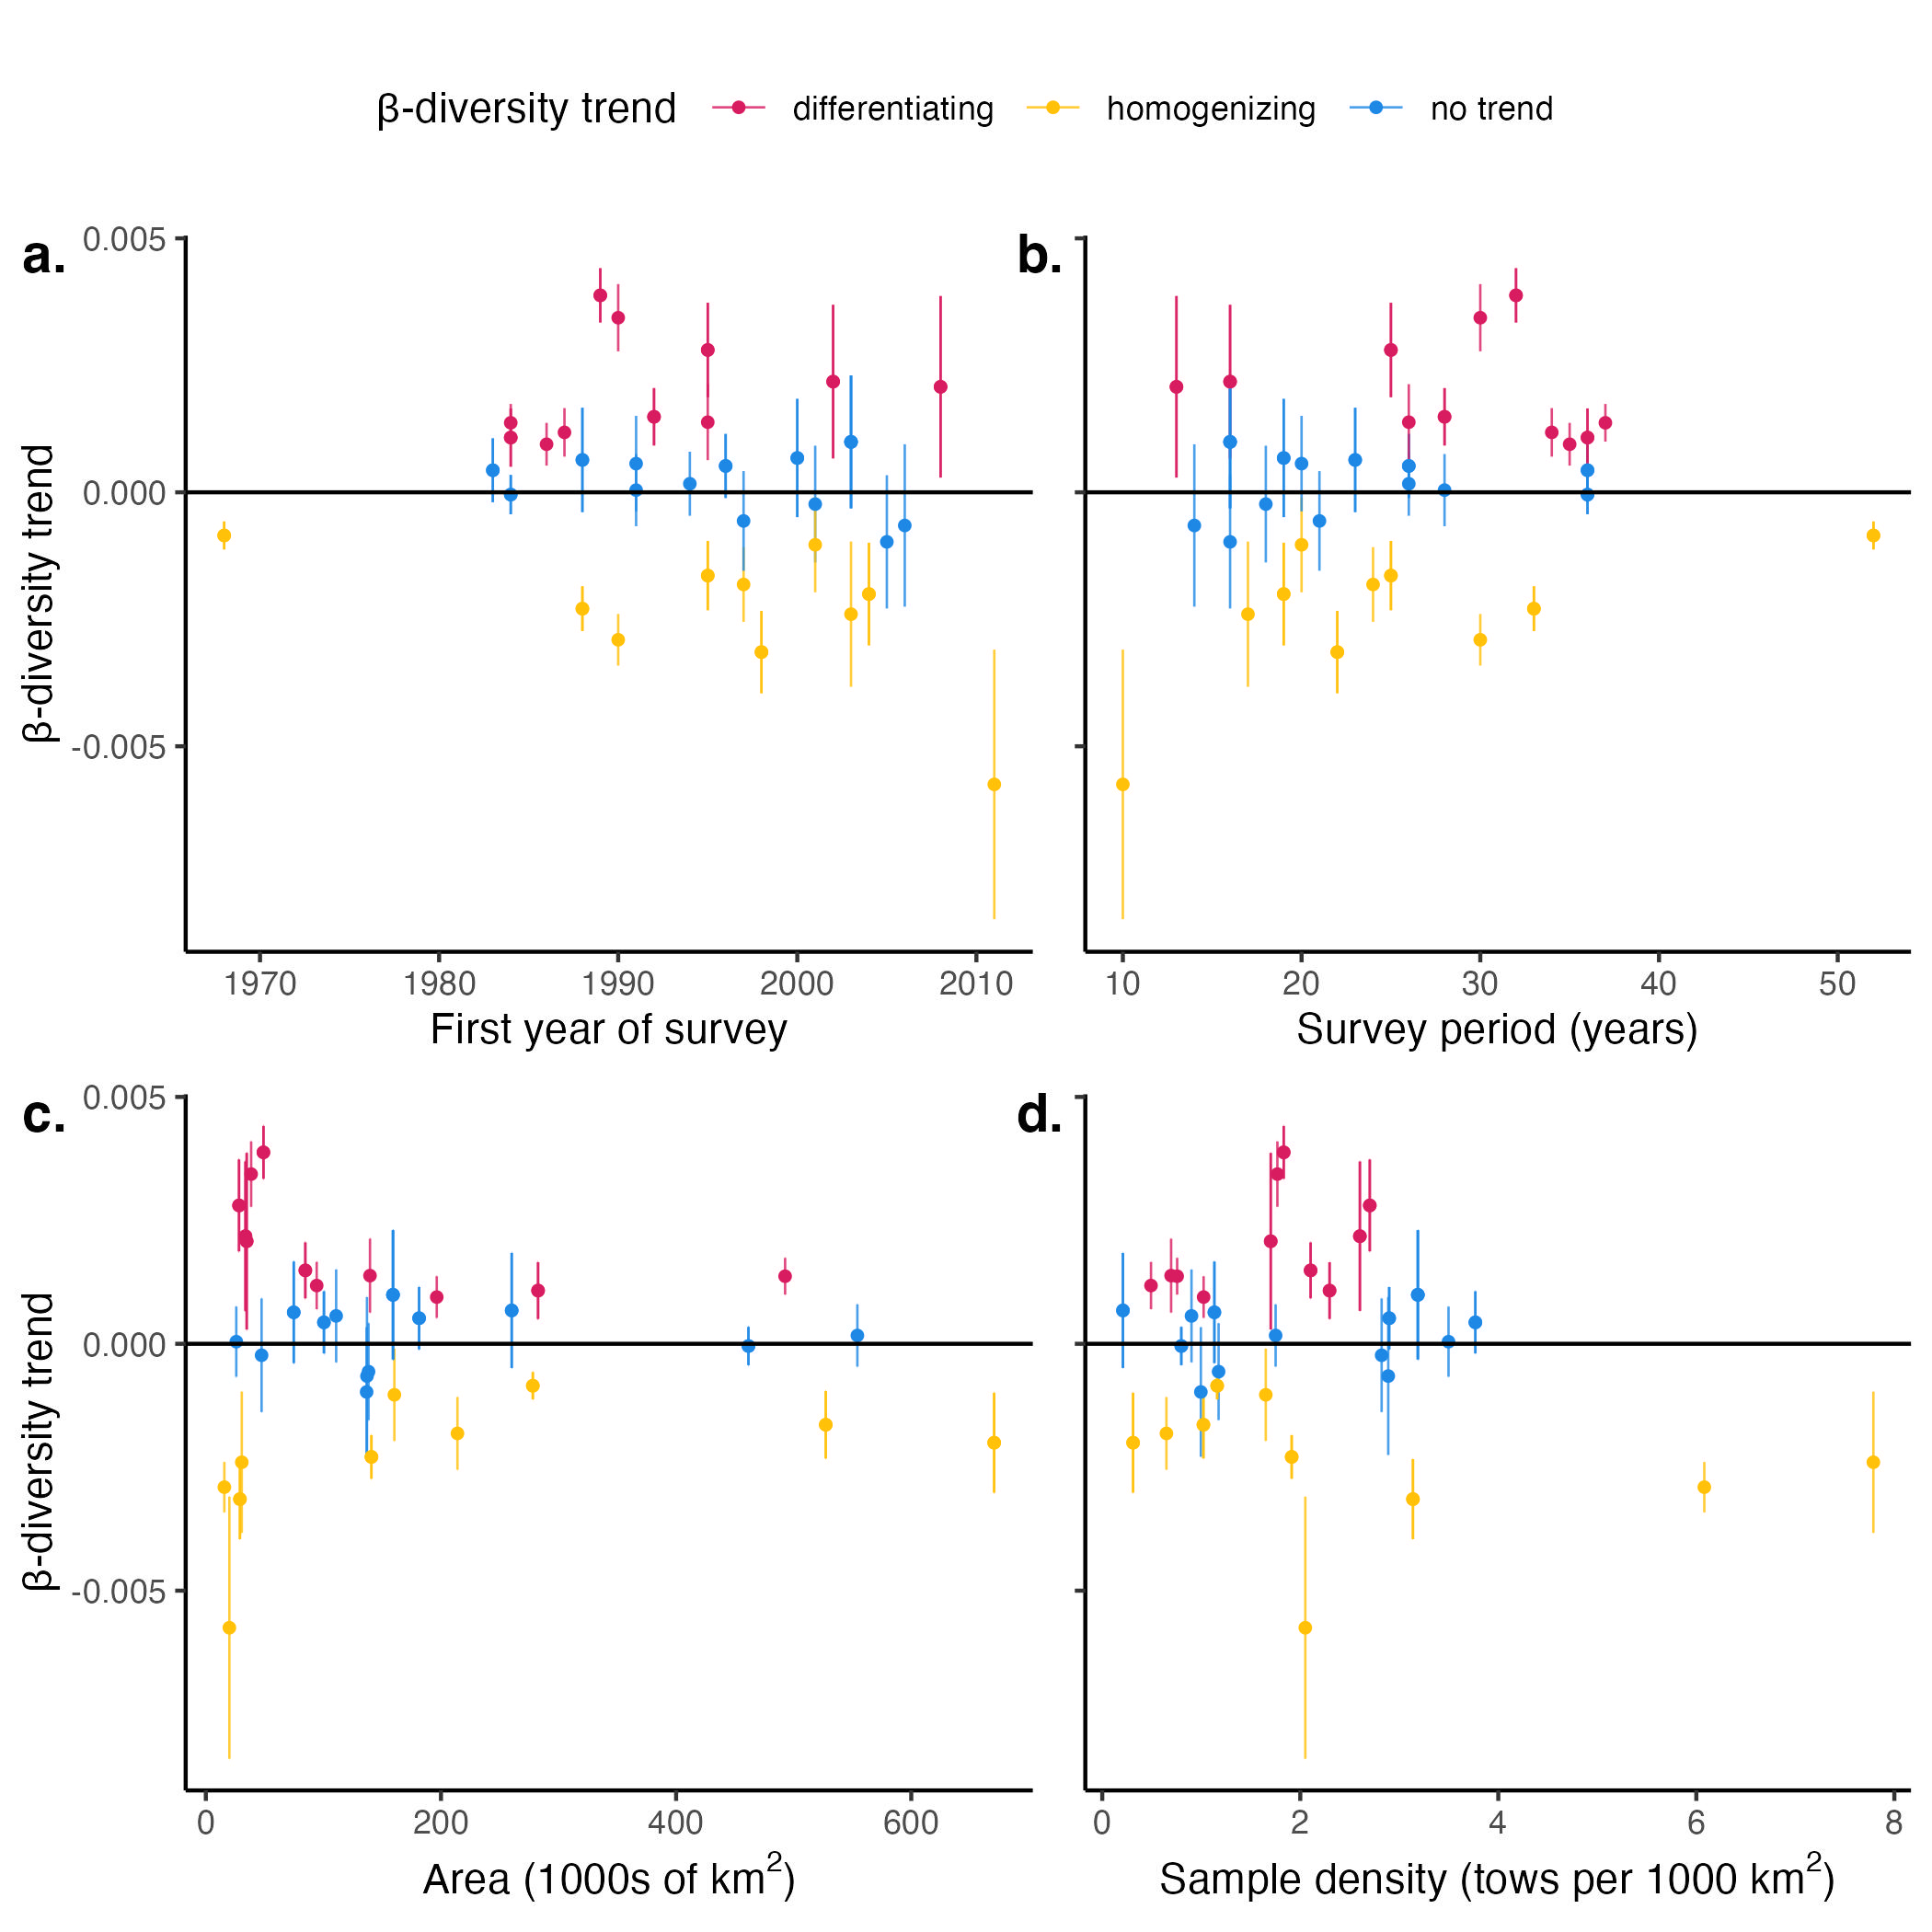 β-diversity trend differentiating homogenizing no trend
a.
b.
0.005
0.000
-0.005
β-diversity trend
1970 1980 1990 2000 2010
10 20 30 40 50
First year of survey
Survey period (years)
c.
d.
0.005
0.000
-0.005
β-diversity trend
0 200 400 600
0 2 4 6 8
Area (1000s of km²)
Sample density (tows per 1000 km²)